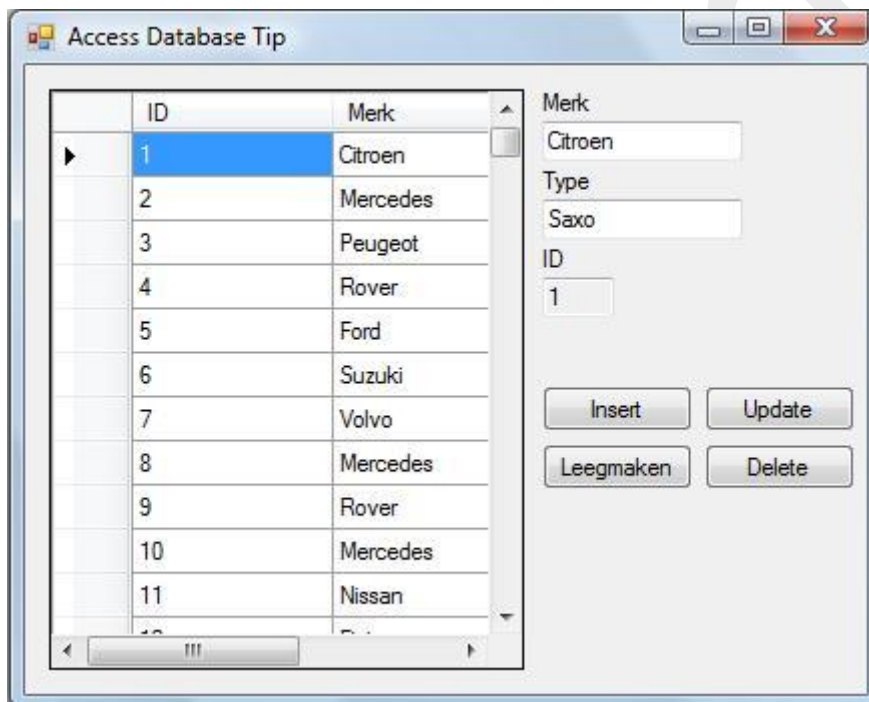 Access Database Tip
ID Merk
1 Citroen
2 Mercedes
3 Peugeot
4 Rover
5 Ford
6 Suzuki
7 Volvo
8 Mercedes
9 Rover
10 Mercedes
11 Nissan
Merk
Citroen
Type
Saxo
ID
1
Insert Update
Leegmaken Delete